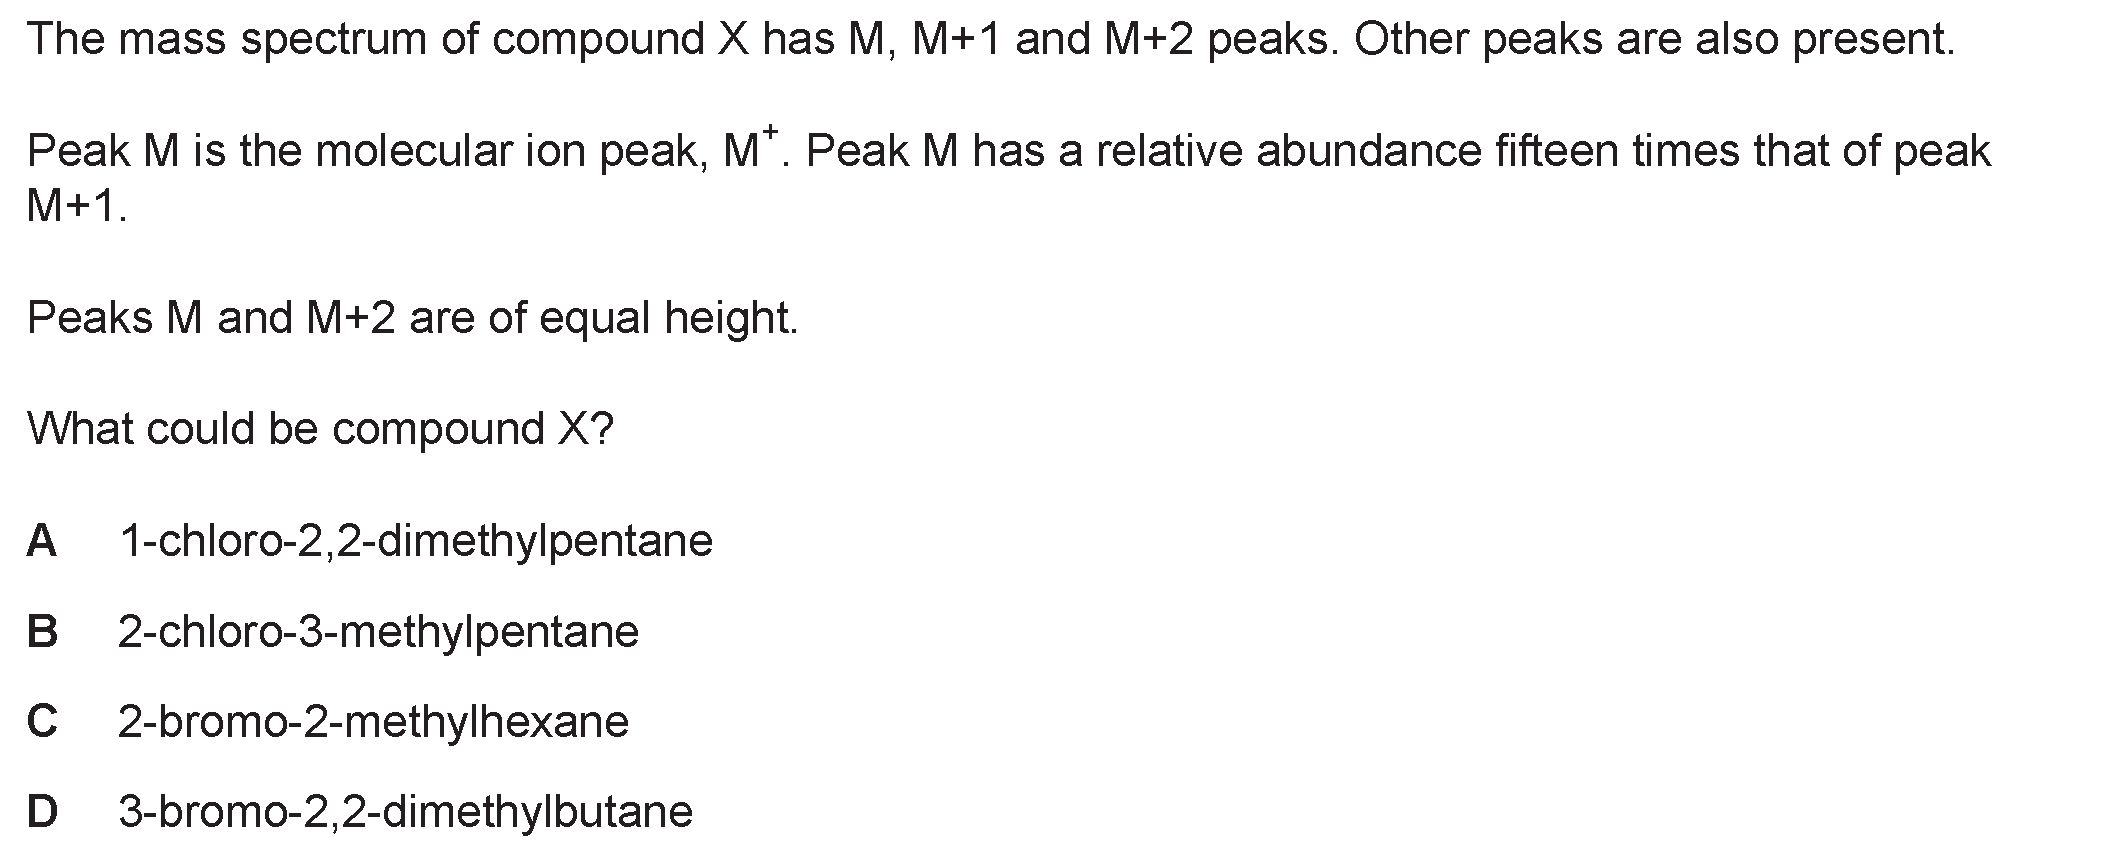 The mass spectrum of compound X has M, M+1 and M+2 peaks. Other peaks are also present.
Peak M is the molecular ion peak, M⁺. Peak M has a relative abundance fifteen times that of peak
M+1.
Peaks M and M+2 are of equal height.
What could be compound X?
A 1-chloro-2,2-dimethylpentane
B 2-chloro-3-methylpentane
C 2-bromo-2-methylhexane
D 3-bromo-2,2-dimethylbutane